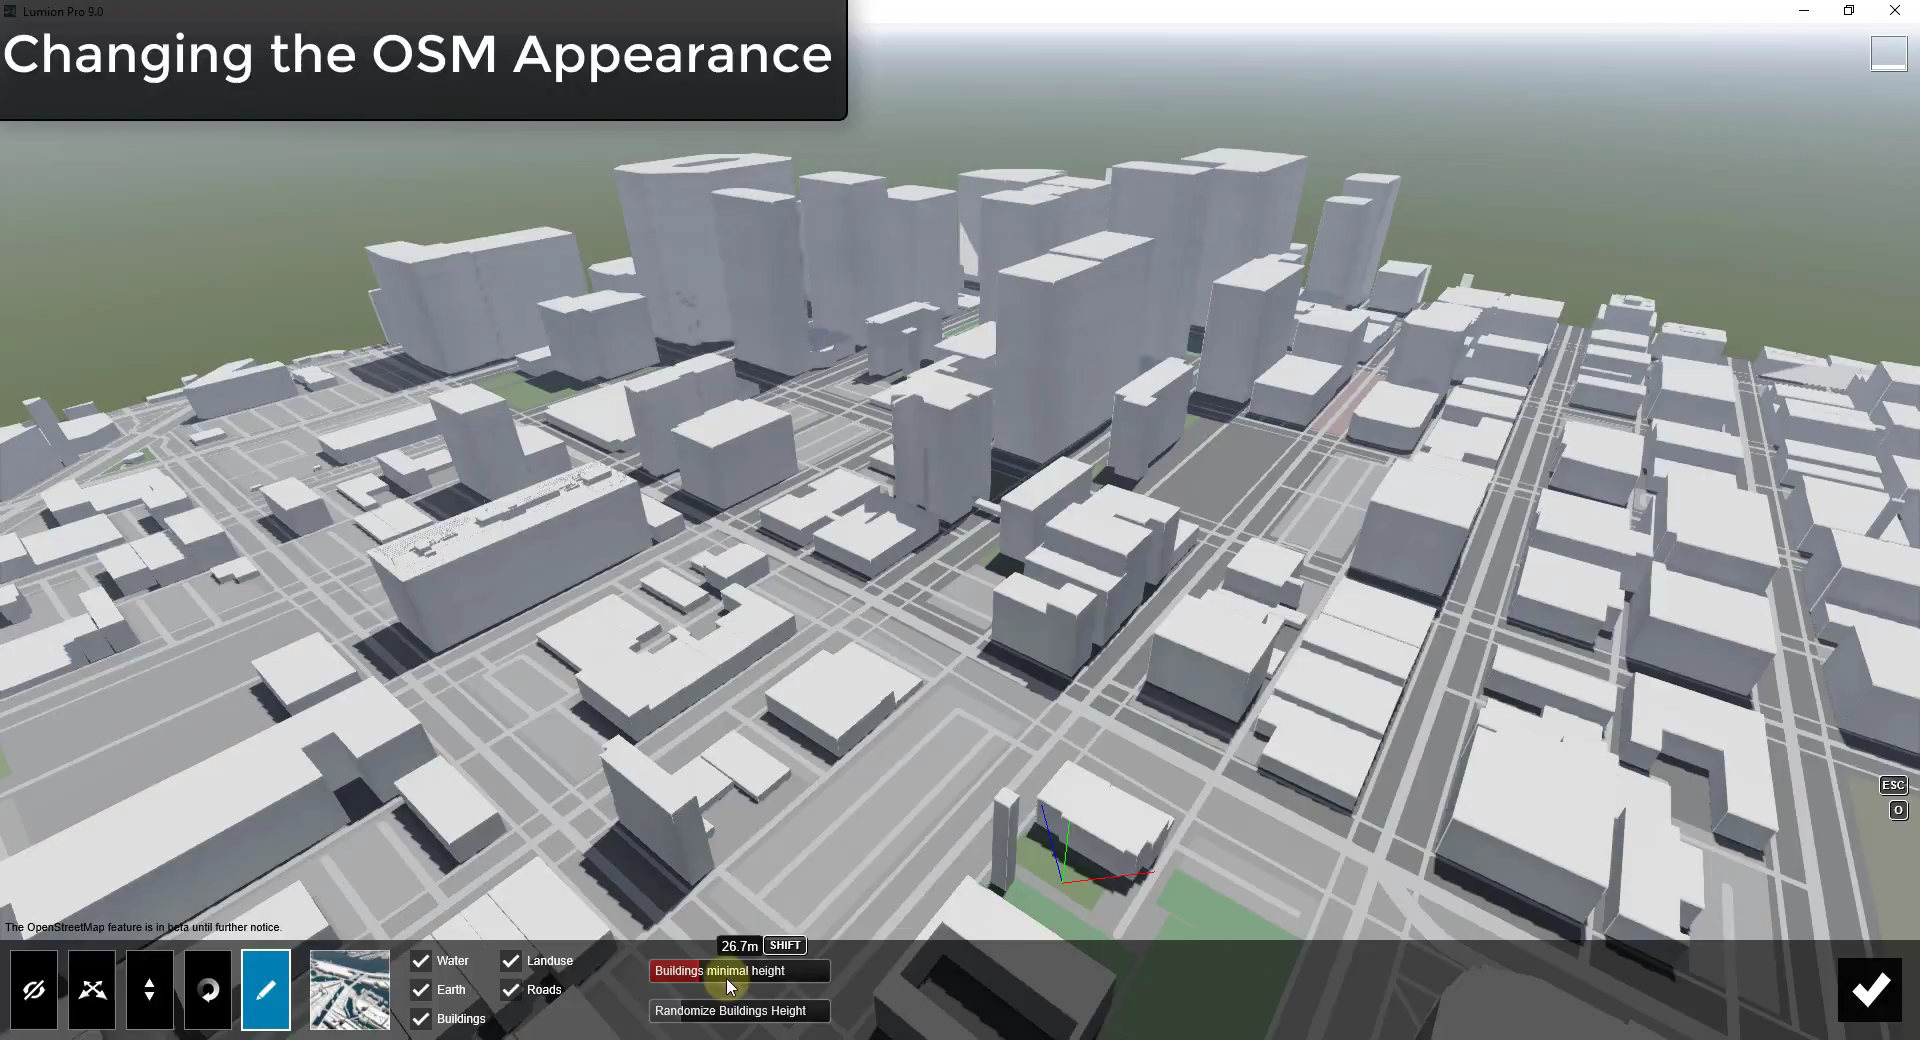 Lumion Pro 9.0
Changing the OSM Appearance
ESC
O
The OpenStreetMap feature is in beta until further notice.
26.7m SHIFT
Water
Landuse
Buildings minimal height
Earth
Roads
Buildings
Randomize Buildings Height